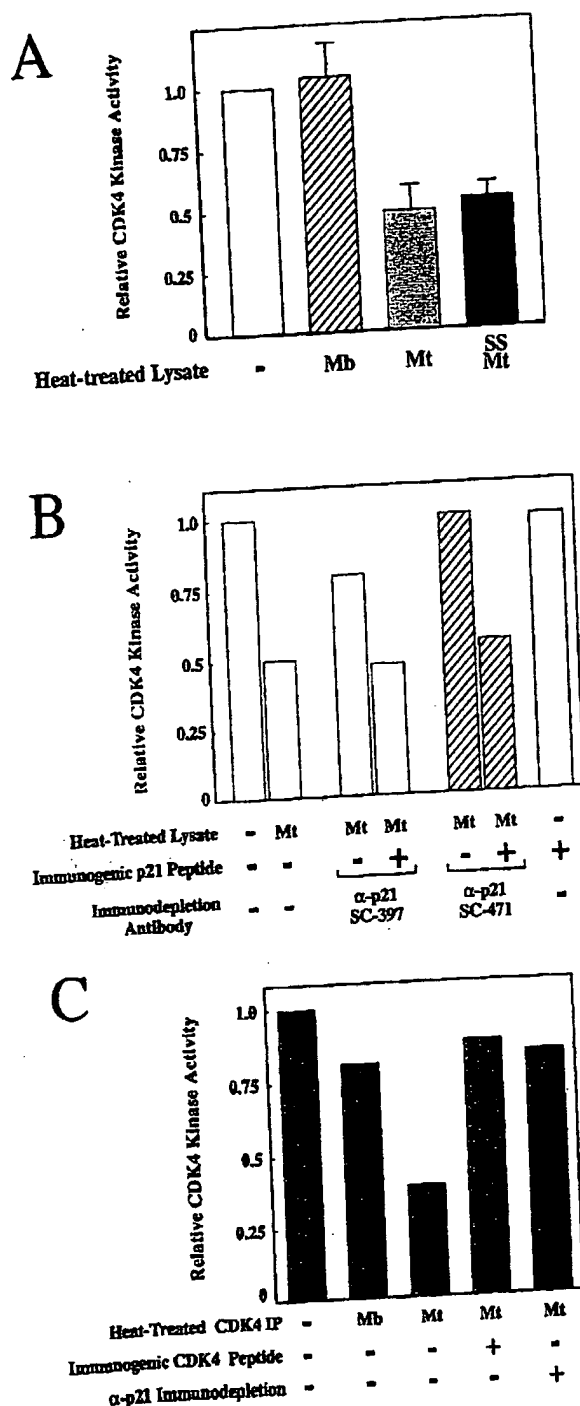 A
Relative CDK4 Kinase Activity
1.0
0.75
0.5
0.25
0
SS
Heat-treated Lysate - Mb Mt Mt
B
Relative CDK4 Kinase Activity
1.0
0.75
0.5
0.25
0
Heat-Treated Lysate - Mt Mt Mt Mt Mt -
Immunogenic p21 Peptide - - - + - + +
Immunodepletion Antibody - - α-p21 SC-397 α-p21 SC-471 -
C
Relative CDK4 Kinase Activity
1.0
0.75
0.5
0.25
0
Heat-Treated CDK4 IP - Mb Mt Mt Mt
Immunogenic CDK4 Peptide - - - + -
α-p21 Immunodepletion - - - - +